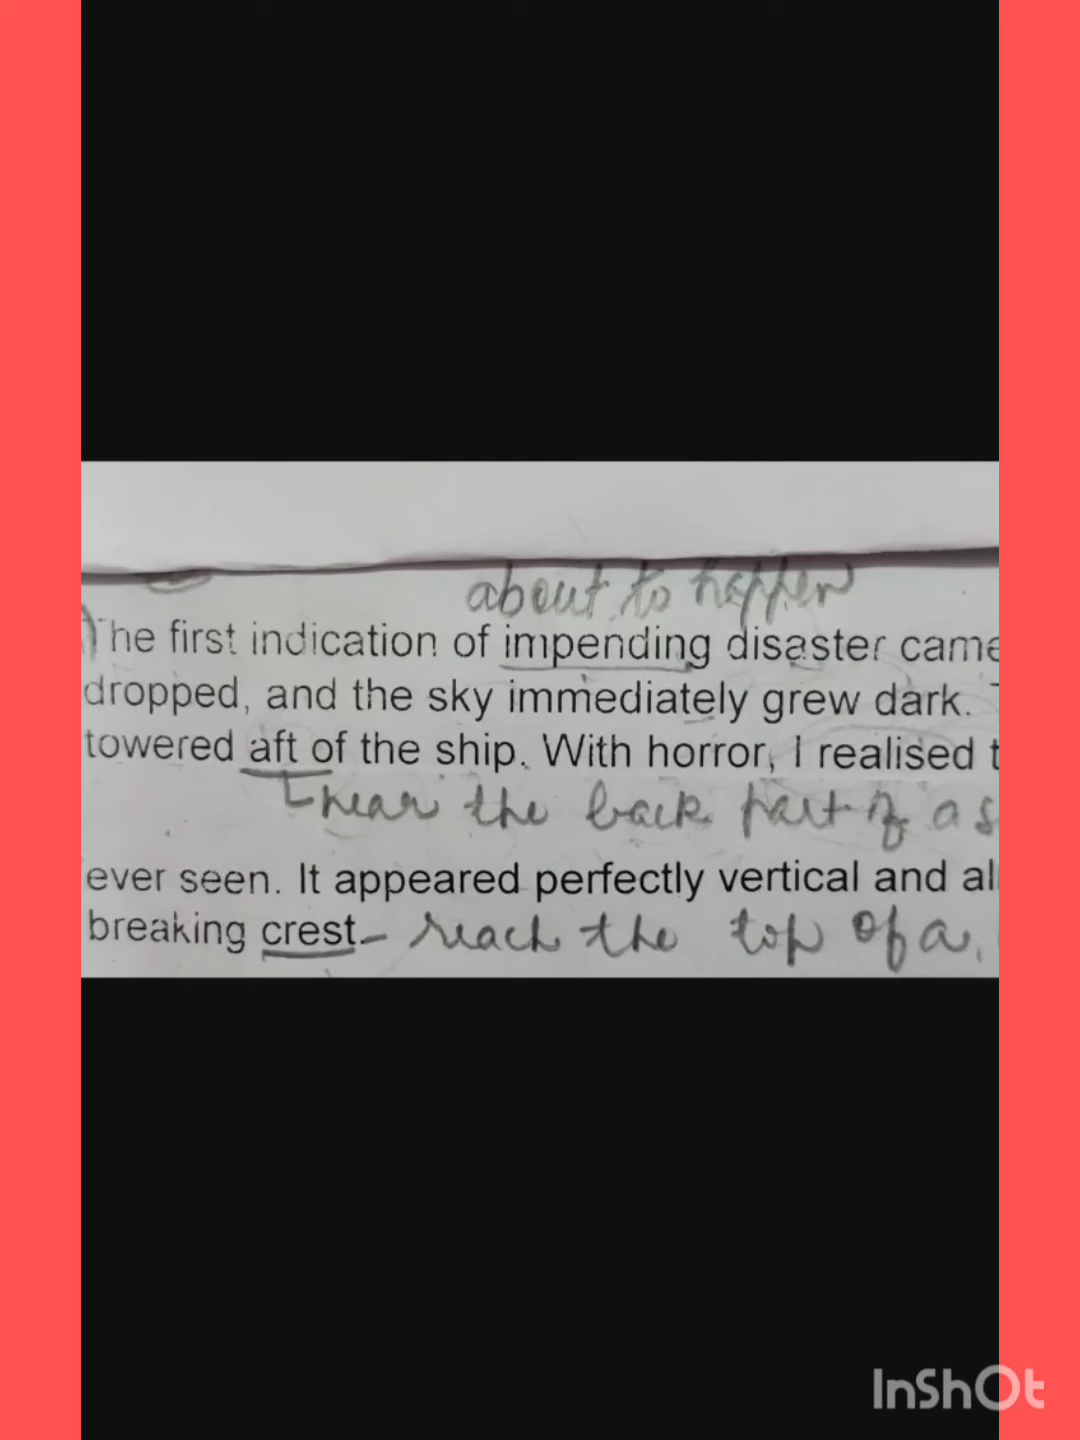 about to happen
The first indication of impending disaster came
dropped, and the sky immediately grew dark.
towered aft of the ship. With horror, I realised t
near the back part of a s
ever seen. It appeared perfectly vertical and al
breaking crest - reach the top of a
InShOt